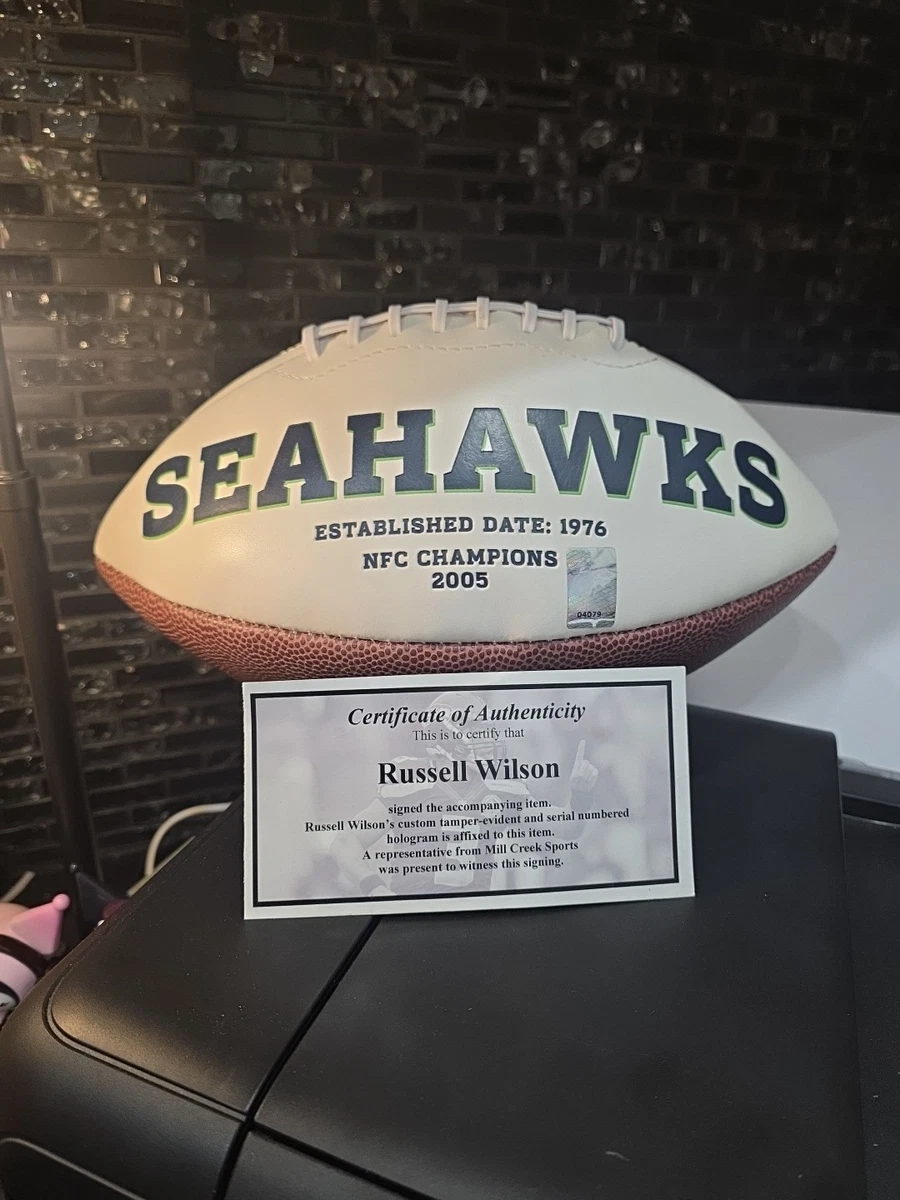 SEAHAWKS
ESTABLISHED DATE: 1976
NFC CHAMPIONS
2005
04079
Certificate of Authenticity
This is to certify that
Russell Wilson
signed the accompanying item.
Russell Wilson's custom tamper-evident and serial numbered
hologram is affixed to this item.
A representative from Mill Creek Sports
was present to witness this signing.